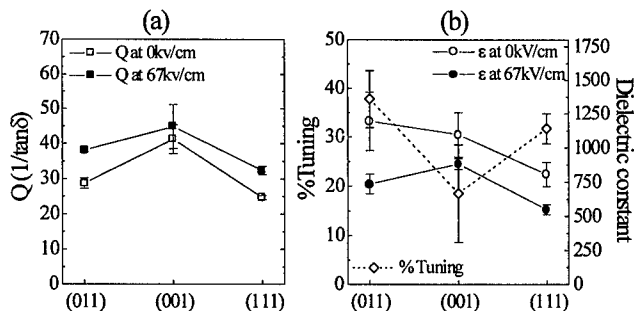 (a)
(b)
Q at 0kv/cm
Q at 67kv/cm
ε at 0kV/cm
ε at 67kV/cm
%Tuning
Q (1/tanδ)
70
60
50
40
30
20
10
0
(011)
(001)
(111)
%Tuning
50
40
30
20
10
0
(011)
(001)
(111)
1750
1500
1250
1000
750
500
250
0
Dielectric constant